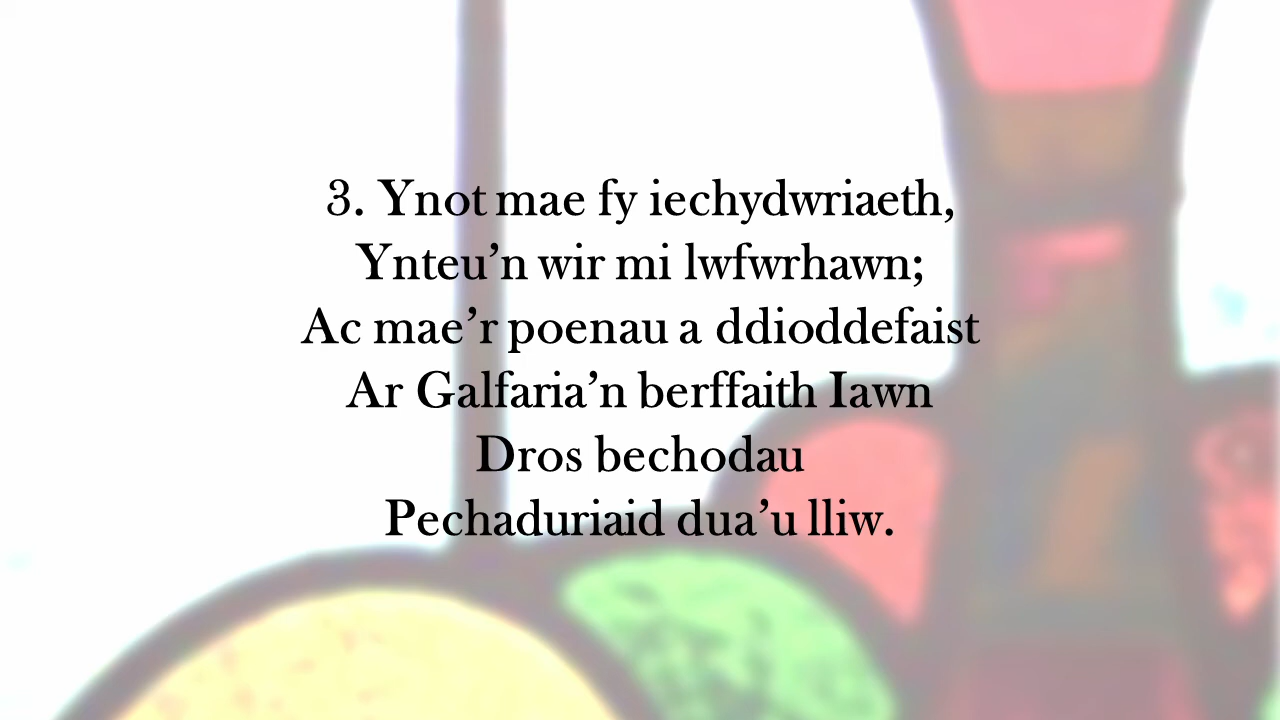 3. Ynot mae fy iechydwriaeth,
Ynteu’n wir mi lwfwrhawn;
Ac mae’r poenau a ddioddefaist
Ar Galfaria’n berffaith Iawn
Dros bechodau
Pechaduriaid dua’u lliw.